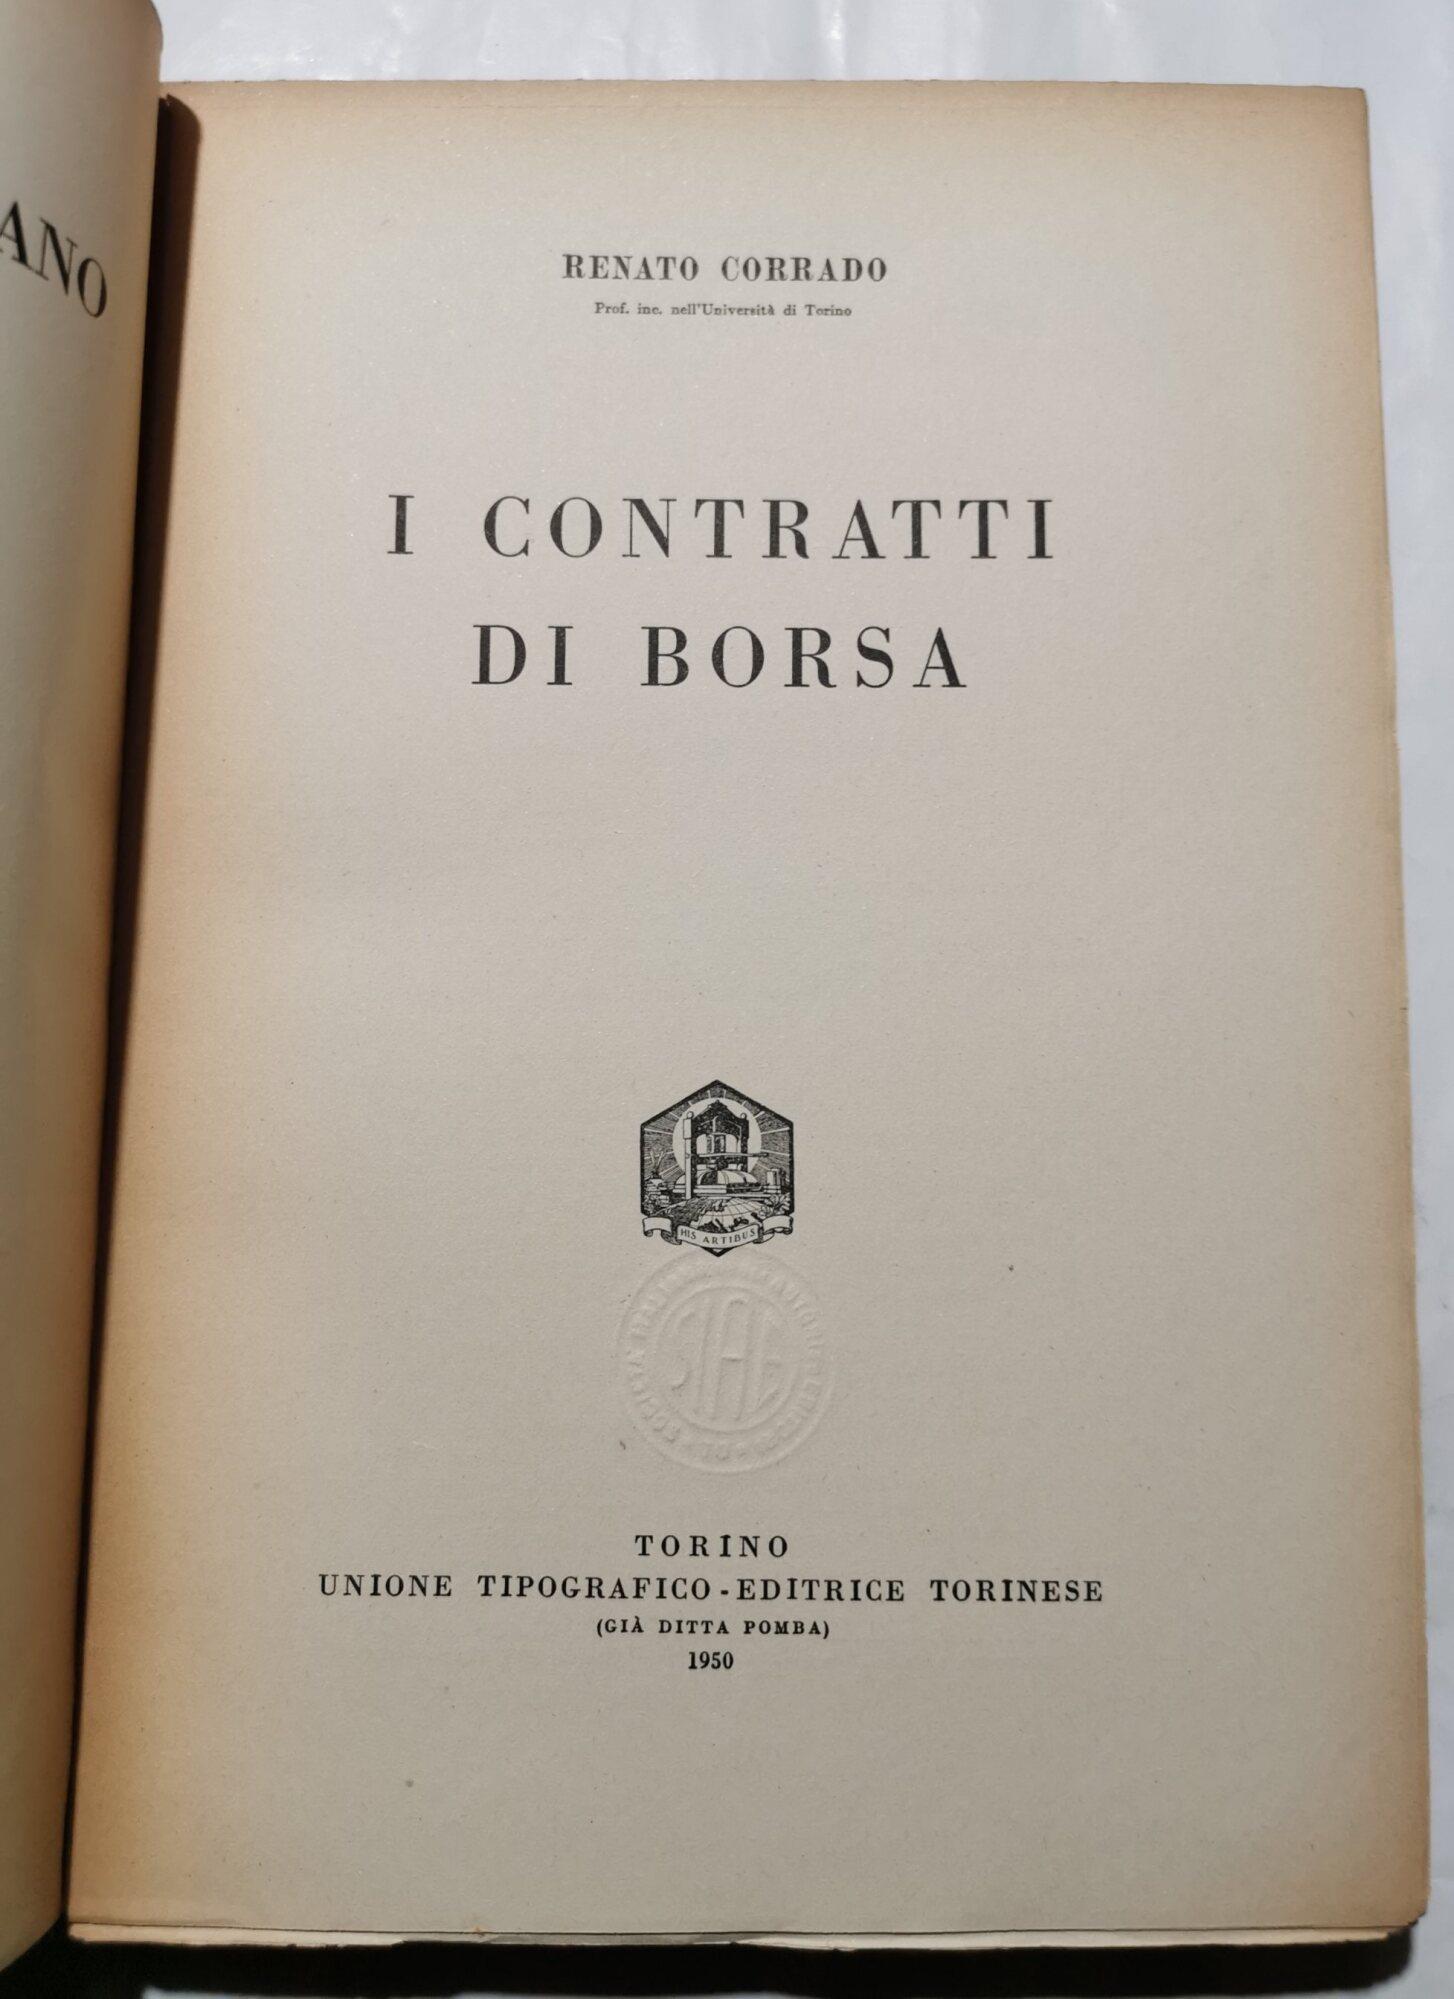 ANO
RENATO CORRADO
Prof. inc. nell'Università di Torino
I CONTRATTI
DI BORSA
HIS ARTIBUS
SIAE
TORINO
UNIONE TIPOGRAFICO-EDITRICE TORINESE
(GIÀ DITTA POMBA)
1950